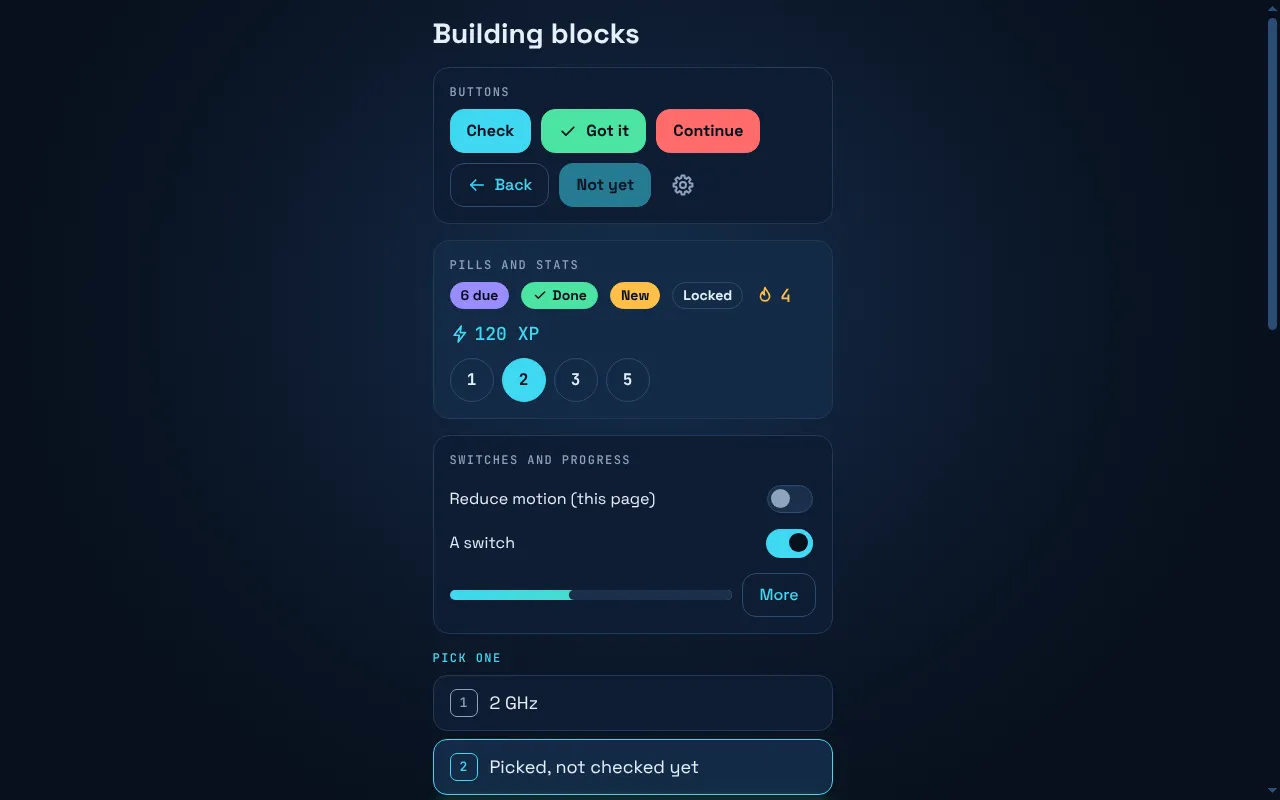 Building blocks
BUTTONS
Check
Got it
Continue
Back
Not yet
PILLS AND STATS
6 due
Done
New
Locked
4
120 XP
1
2
3
5
SWITCHES AND PROGRESS
Reduce motion (this page)
A switch
More
PICK ONE
1 2 GHz
2 Picked, not checked yet